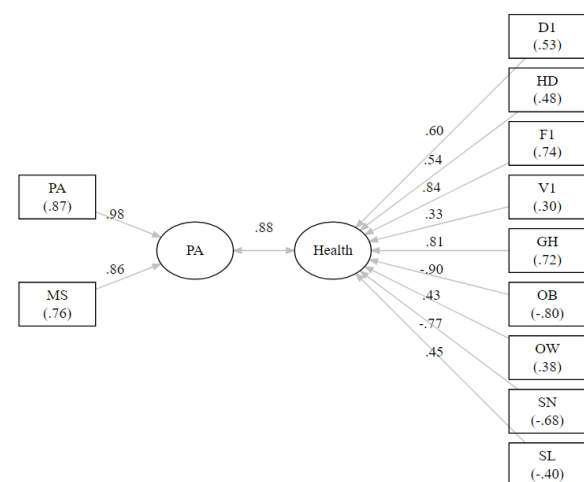 D1
(.53)
HD
(.48)
F1
(.74)
V1
(.30)
GH
(.72)
OB
(-.80)
OW
(.38)
SN
(-.68)
SL
(-.40)
.60
.54
.84
.33
.81
-.90
.43
-.77
.45
PA
(.87)
MS
(.76)
.98
.86
PA
.88
Health